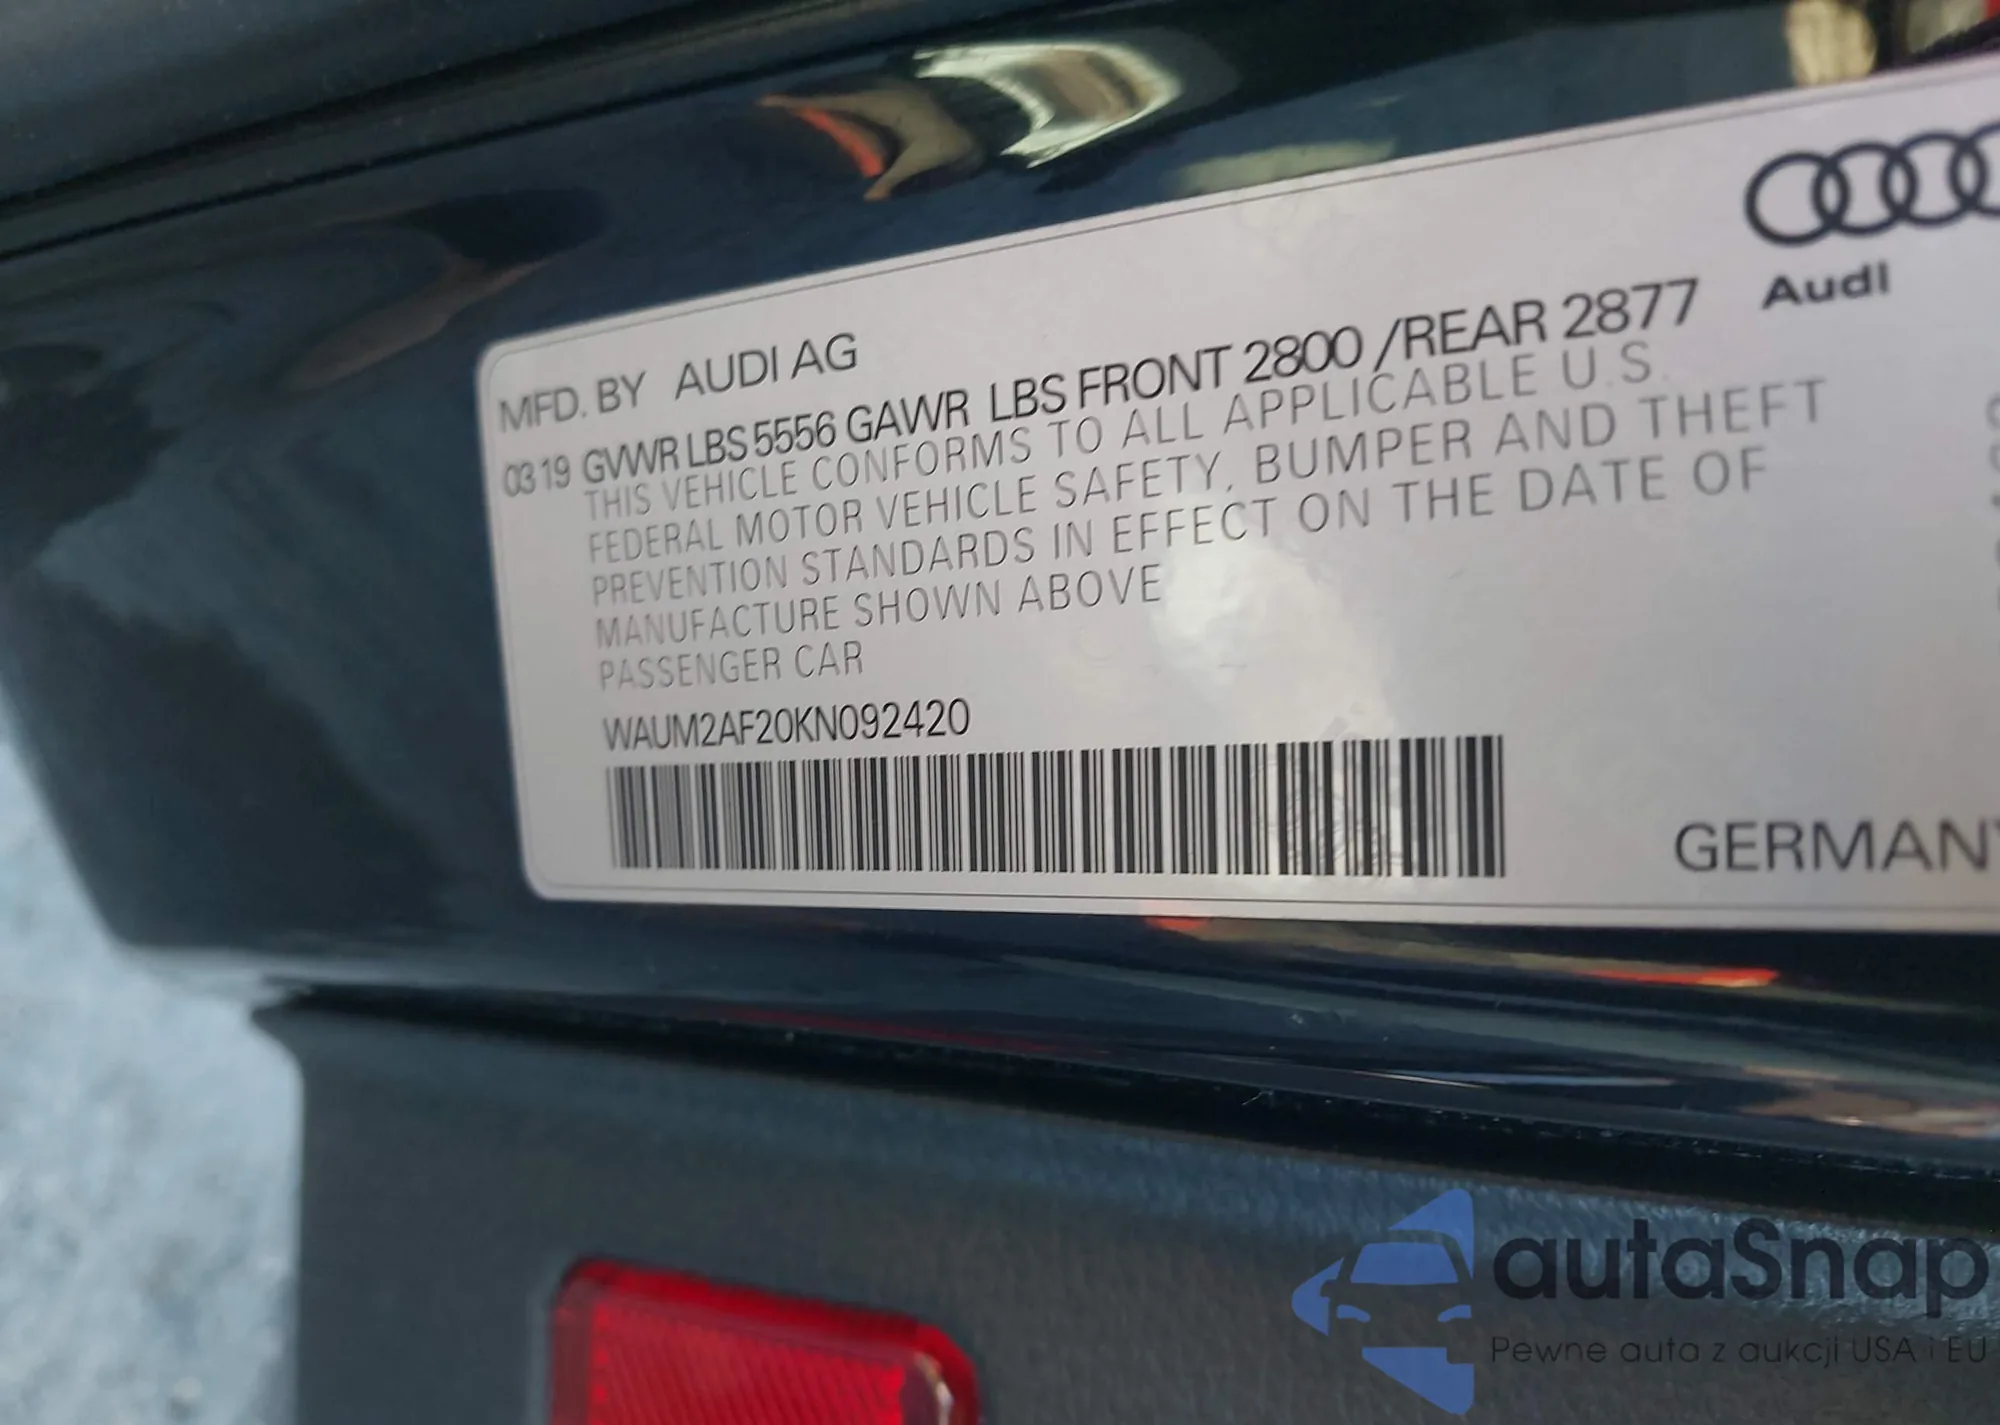 Audi
MFD. BY AUDI AG
0319 GVWR LBS 5556 GAWR LBS FRONT 2800 /REAR 2877
THIS VEHICLE CONFORMS TO ALL APPLICABLE U.S.
FEDERAL MOTOR VEHICLE SAFETY, BUMPER AND THEFT
PREVENTION STANDARDS IN EFFECT ON THE DATE OF
MANUFACTURE SHOWN ABOVE
PASSENGER CAR
WAUM2AF20KN092420
GERMANY
autaSnap
Pewne auta z aukcji USA i EU